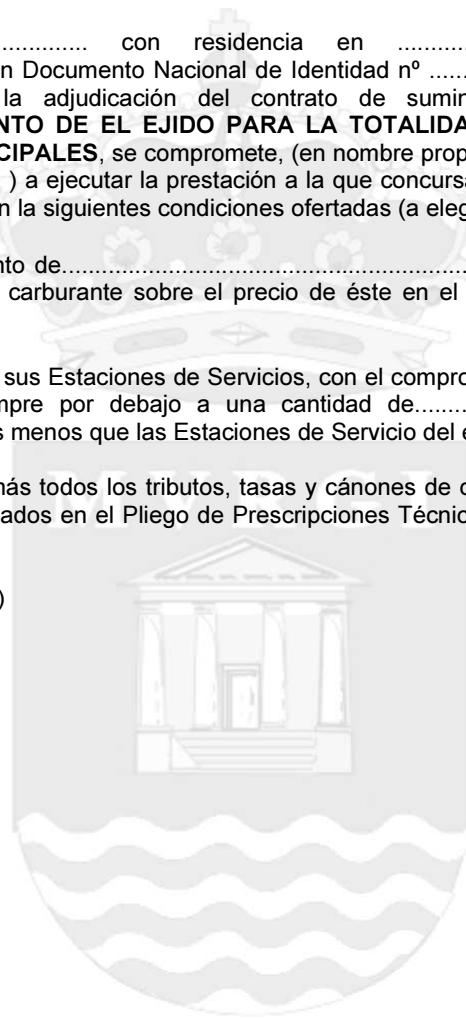 .............. con residencia en ............
n Documento Nacional de Identidad nº ......
la adjudicación del contrato de sumin
NTO DE EL EJIDO PARA LA TOTALIDA
CIPALES, se compromete, (en nombre prop
) a ejecutar la prestación a la que concursa
n la siguientes condiciones ofertadas (a eleg
nto de............................................................
carburante sobre el precio de éste en el
sus Estaciones de Servicios, con el compro
mpre por debajo a una cantidad de.........
s menos que las Estaciones de Servicio del e
nás todos los tributos, tasas y cánones de c
ados en el Pliego de Prescripciones Técnic
)
MVRGI